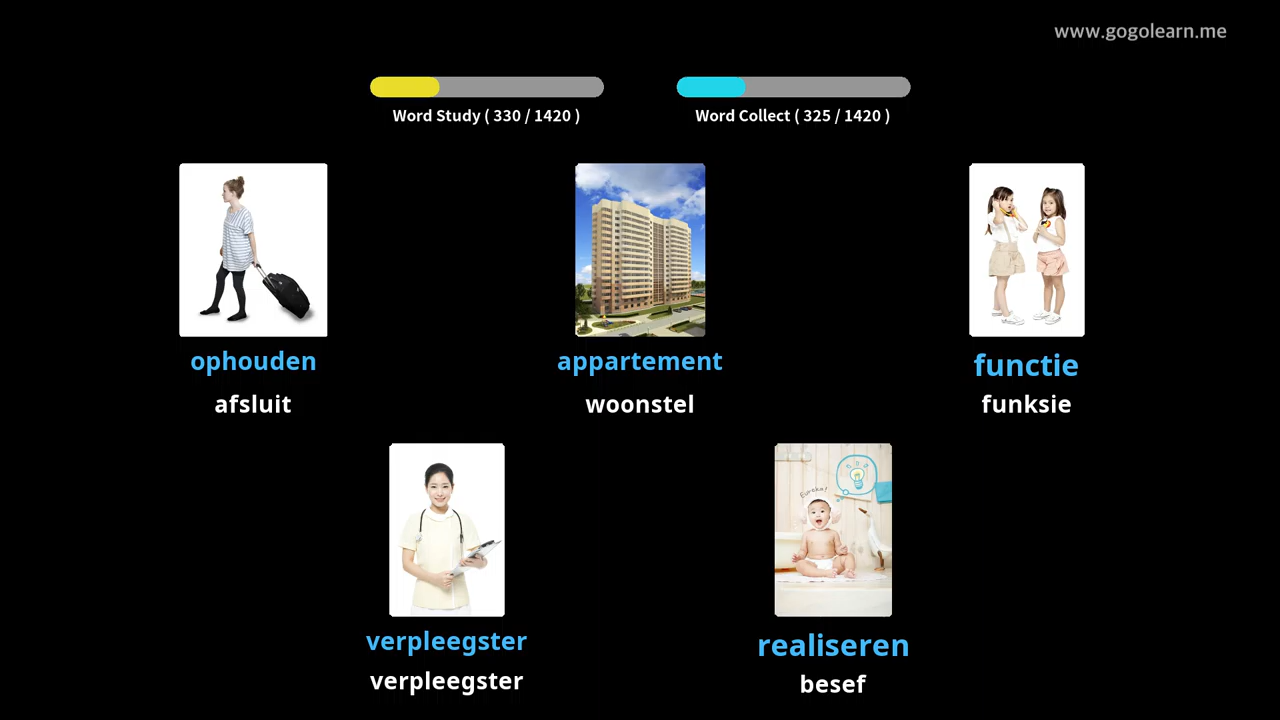 www.gogolearn.me
Word Study ( 330 / 1420 )
Word Collect ( 325 / 1420 )
ophouden
afsluit
appartement
woonstel
functie
funksie
Eureka!
verpleegster
verpleegster
realiseren
besef